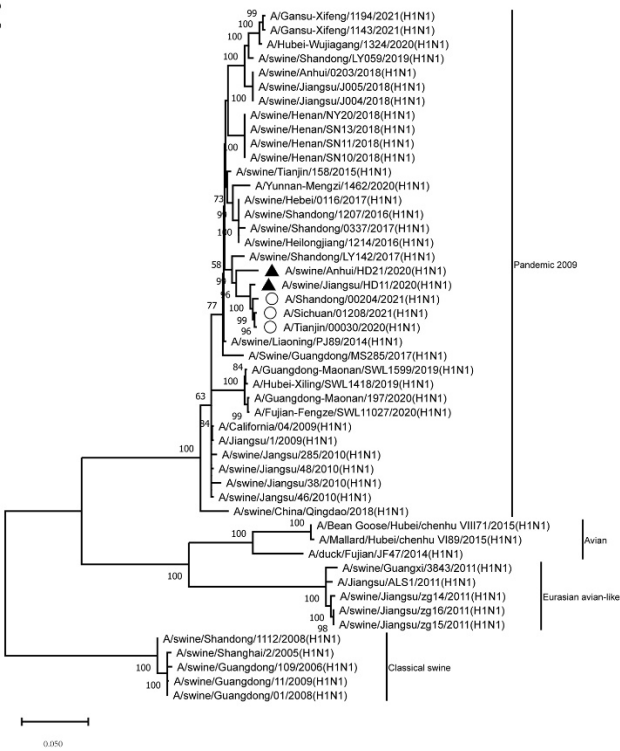 99
A/Gansu-Xifeng/1194/2021(H1N1)
100
A/Gansu-Xifeng/1143/2021(H1N1)
100
A/Hubei-Wujiagang/1324/2020(H1N1)
A/swine/Shandong/LY059/2019(H1N1)
100
A/swine/Anhui/0203/2018(H1N1)
A/swine/Jiangsu/J005/2018(H1N1)
100
A/swine/Jiangsu/J004/2018(H1N1)
A/swine/Henan/NY20/2018(H1N1)
A/swine/Henan/SN13/2018(H1N1)
100
A/swine/Henan/SN11/2018(H1N1)
A/swine/Henan/SN10/2018(H1N1)
A/swine/Tianjin/158/2015(H1N1)
A/Yunnan-Mengzi/1462/2020(H1N1)
73
A/swine/Hebei/0116/2017(H1N1)
A/swine/Shandong/1207/2016(H1N1)
A/swine/Shandong/0337/2017(H1N1)
100
A/swine/Heilongjiang/1214/2016(H1N1)
A/swine/Shandong/LY142/2017(H1N1)
Pandemic 2009
58
A/swine/Anhui/HD21/2020(H1N1)
A/swine/Jiangsu/HD11/2020(H1N1)
A/Shandong/00204/2021(H1N1)
100
77
A/Sichuan/01208/2021(H1N1)
99
A/Tianjin/00030/2020(H1N1)
96
A/swine/Liaoning/PJ89/2014(H1N1)
A/Swine/Guangdong/MS285/2017(H1N1)
84
A/Guangdong-Maonan/SWL1599/2019(H1N1)
100
A/Hubei-Xiling/SWL1418/2019(H1N1)
63
A/Guangdong-Maonan/197/2020(H1N1)
99
A/Fujian-Fengze/SWL11027/2020(H1N1)
84
A/California/04/2009(H1N1)
A/Jiangsu/1/2009(H1N1)
100
A/swine/Jangsu/285/2010(H1N1)
A/swine/Jiangsu/48/2010(H1N1)
A/swine/Jiangsu/38/2010(H1N1)
A/swine/Jangsu/46/2010(H1N1)
A/swine/China/Qingdao/2018(H1N1)
100
A/Bean Goose/Hubei/chenhu VIII71/2015(H1N1)
100
A/Mallard/Hubei/chenhu VI89/2015(H1N1)
Avian
A/duck/Fujian/JF47/2014(H1N1)
100
A/swine/Guangxi/3843/2011(H1N1)
A/Jiangsu/ALS1/2011(H1N1)
A/swine/Jiangsu/zg14/2011(H1N1)
Eurasian avian-like
100
A/swine/Jiangsu/zg16/2011(H1N1)
98
A/swine/Jiangsu/zg15/2011(H1N1)
A/swine/Shandong/1112/2008(H1N1)
A/swine/Shanghai/2/2005(H1N1)
100
A/swine/Guangdong/109/2006(H1N1)
Classical swine
A/swine/Guangdong/11/2009(H1N1)
100
A/swine/Guangdong/01/2008(H1N1)
0.050